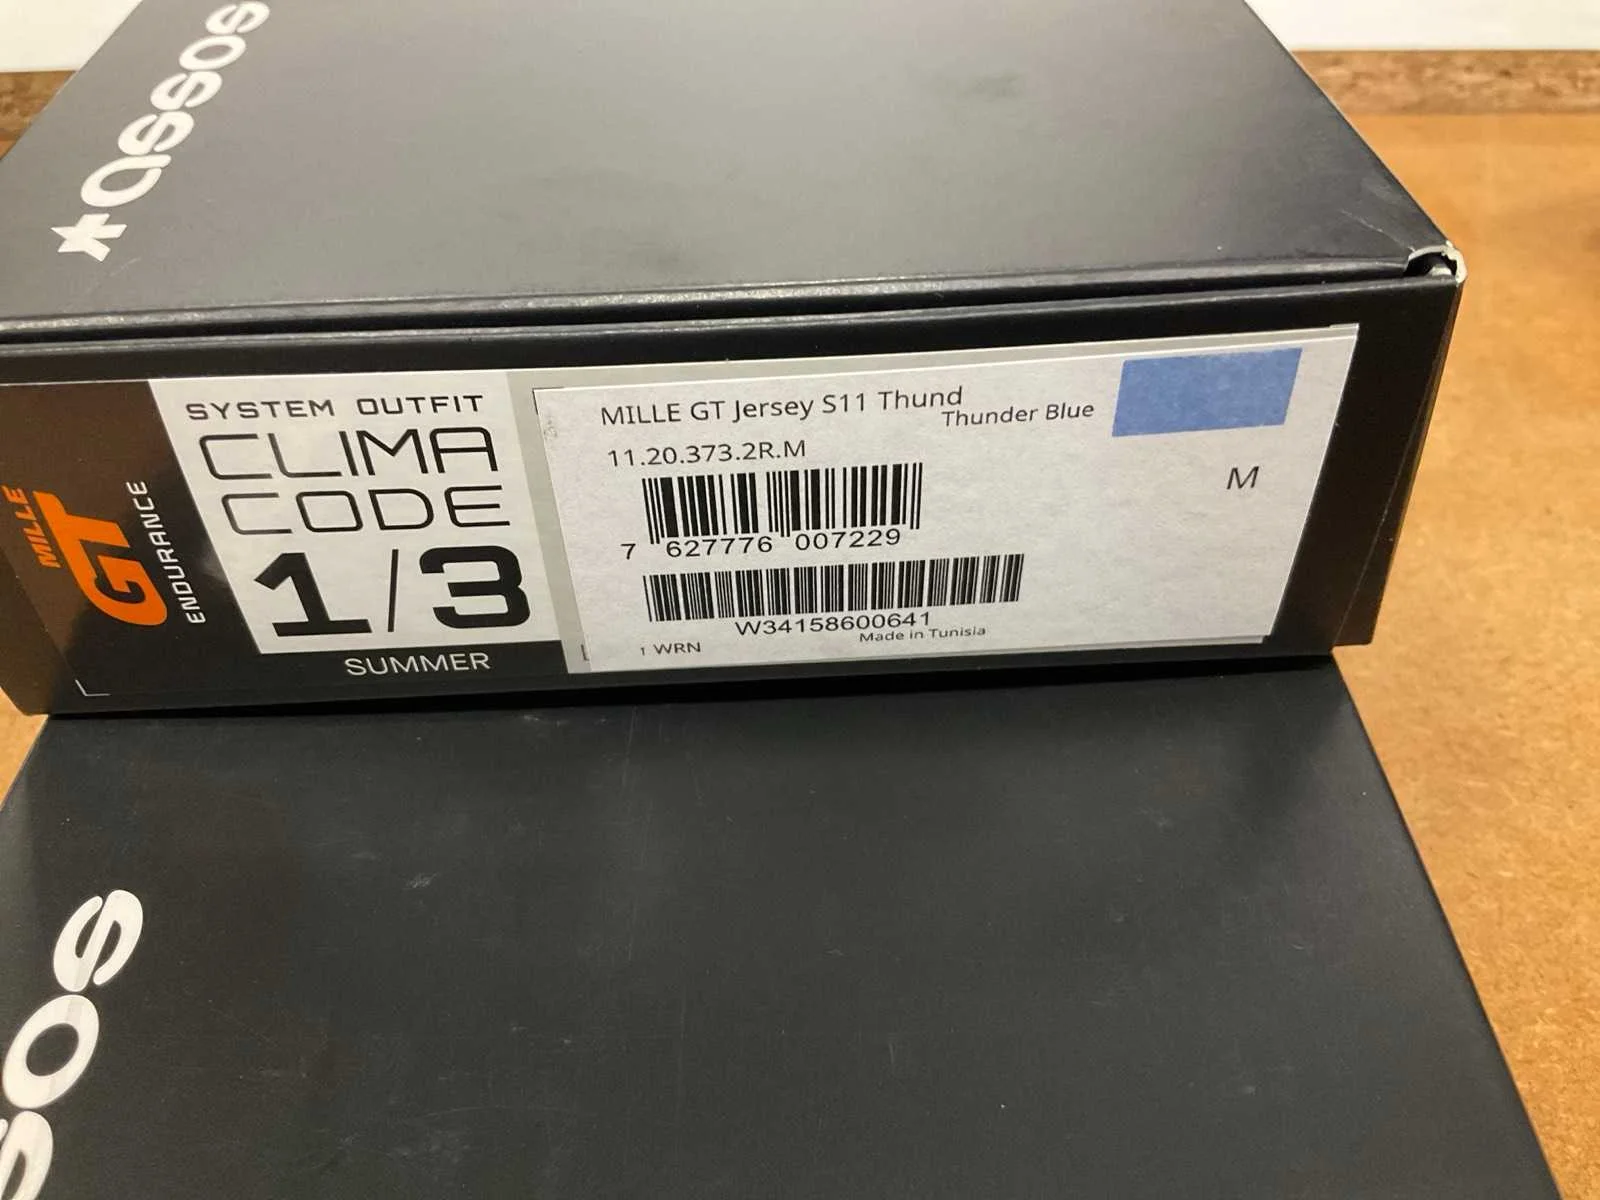 assos
MILLE
GT
ENDURANCE
SYSTEM OUTFIT
CLIMA
CODE
1/3
SUMMER
MILLE GT Jersey S11 Thund
Thunder Blue
11.20.373.2R.M
M
7 627776 007229
W34158600641
Made in Tunisia
1 WRN
sos